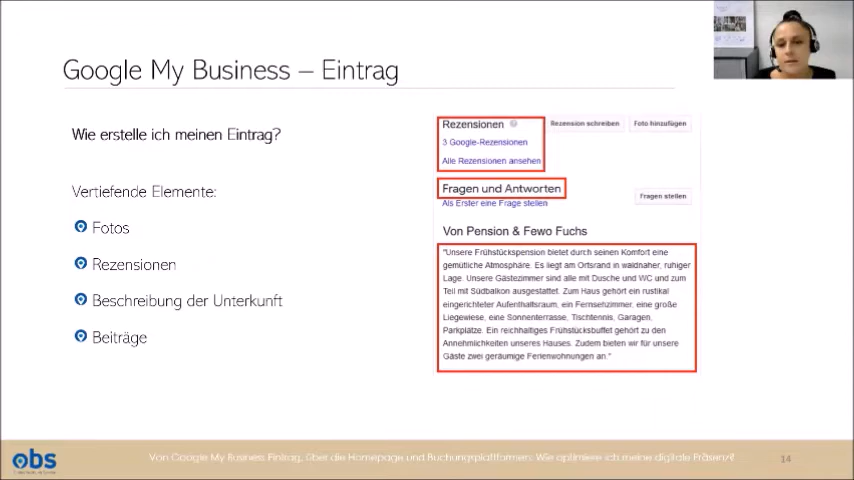 Google My Business – Eintrag
Wie erstelle ich meinen Eintrag?
Vertiefende Elemente:
Fotos
Rezensionen
Beschreibung der Unterkunft
Beiträge
Rezensionen
Rezension schreiben
Foto hinzufügen
3 Google-Rezensionen
Alle Rezensionen ansehen
Fragen und Antworten
Fragen stellen
Als Erster eine Frage stellen
Von Pension & Fewo Fuchs
"Unsere Frühstückspension bietet durch seinen Komfort eine
gemütliche Atmosphäre. Es liegt am Ortsrand in waldnaher, ruhiger
Lage. Unsere Gästezimmer sind alle mit Dusche und WC und zum
Teil mit Südbalkon ausgestattet. Zum Haus gehört ein rustikal
eingerichteter Aufenthaltsraum, ein Fernsehzimmer, eine große
Liegewiese, eine Sonnenterrasse, Tischtennis, Garagen,
Parkplätze. Ein reichhaltiges Frühstücksbuffet gehört zu den
Annehmlichkeiten unseres Hauses. Zudem bieten wir für unsere
Gäste zwei geräumige Ferienwohnungen an."
obs
Von Google My Business Eintrag, über die Homepage und Buchungsplattformen: Wie optimiere ich meine digitale Präsenz?
14